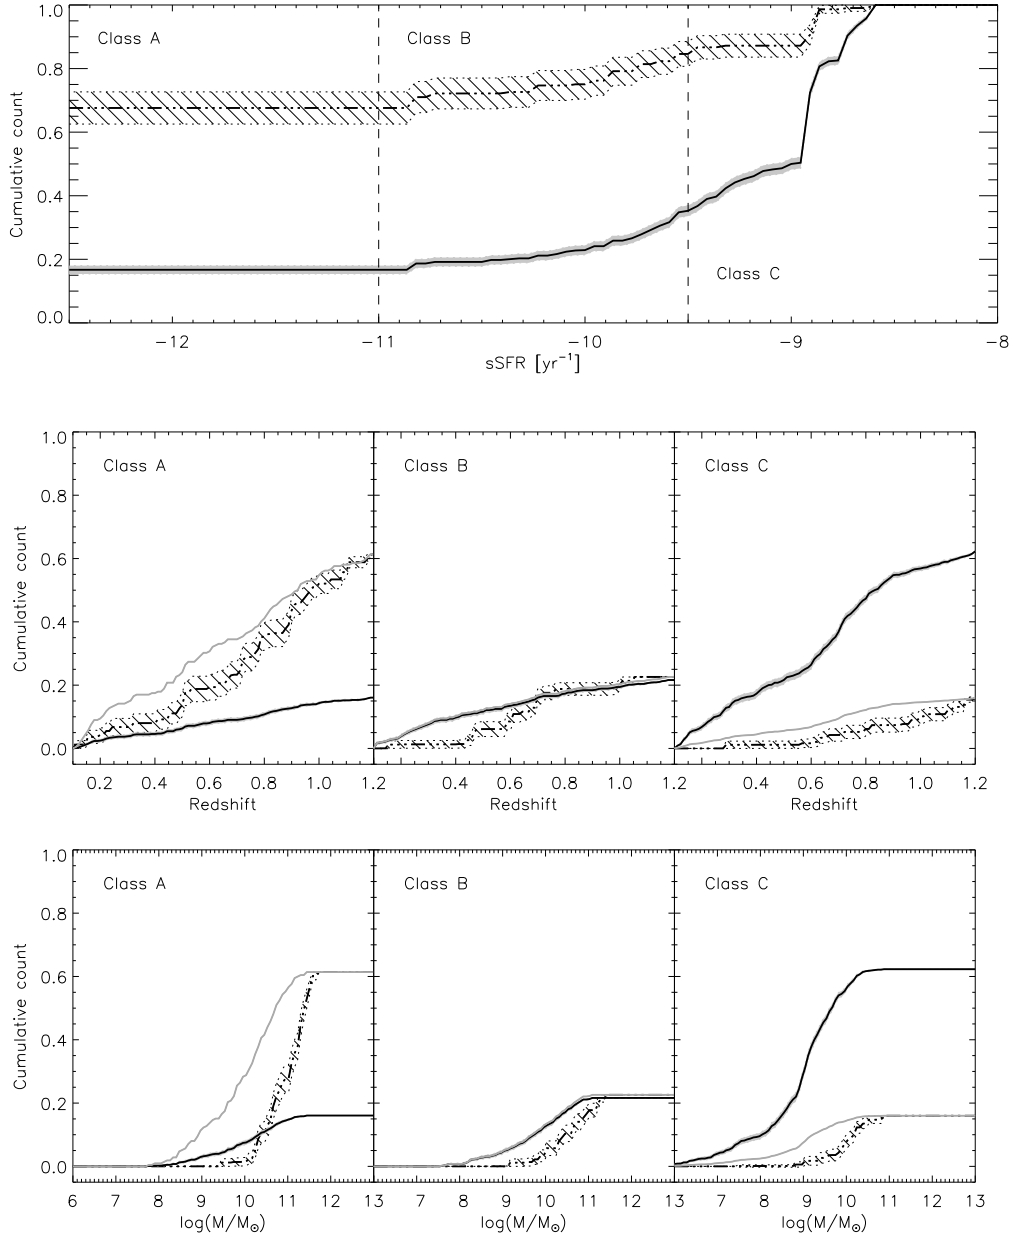 1.0
Class A Class B
0.8
0.6
Cumulative count
0.4
Class C
0.2
0.0
−12 −11 −10 −9 −8
sSFR [yr⁻¹]
1.0
Class A Class B Class C
0.8
0.6
Cumulative count
0.4
0.2
0.0
0.2 0.4 0.6 0.8 1.0 1.2 0.4 0.6 0.8 1.0 1.2 0.4 0.6 0.8 1.0 1.2
Redshift Redshift Redshift
1.0
Class A Class B Class C
0.8
0.6
Cumulative count
0.4
0.2
0.0
6 7 8 9 10 11 12 13 7 8 9 10 11 12 13 7 8 9 10 11 12 13
log(M/M⊙) log(M/M⊙) log(M/M⊙)